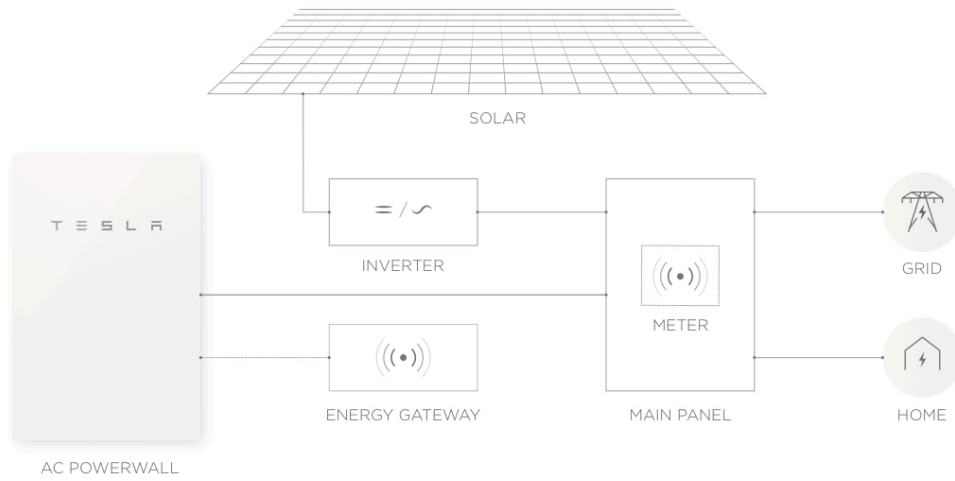 SOLAR
TESLA
INVERTER
GRID
METER
ENERGY GATEWAY
MAIN PANEL
HOME
AC POWERWALL